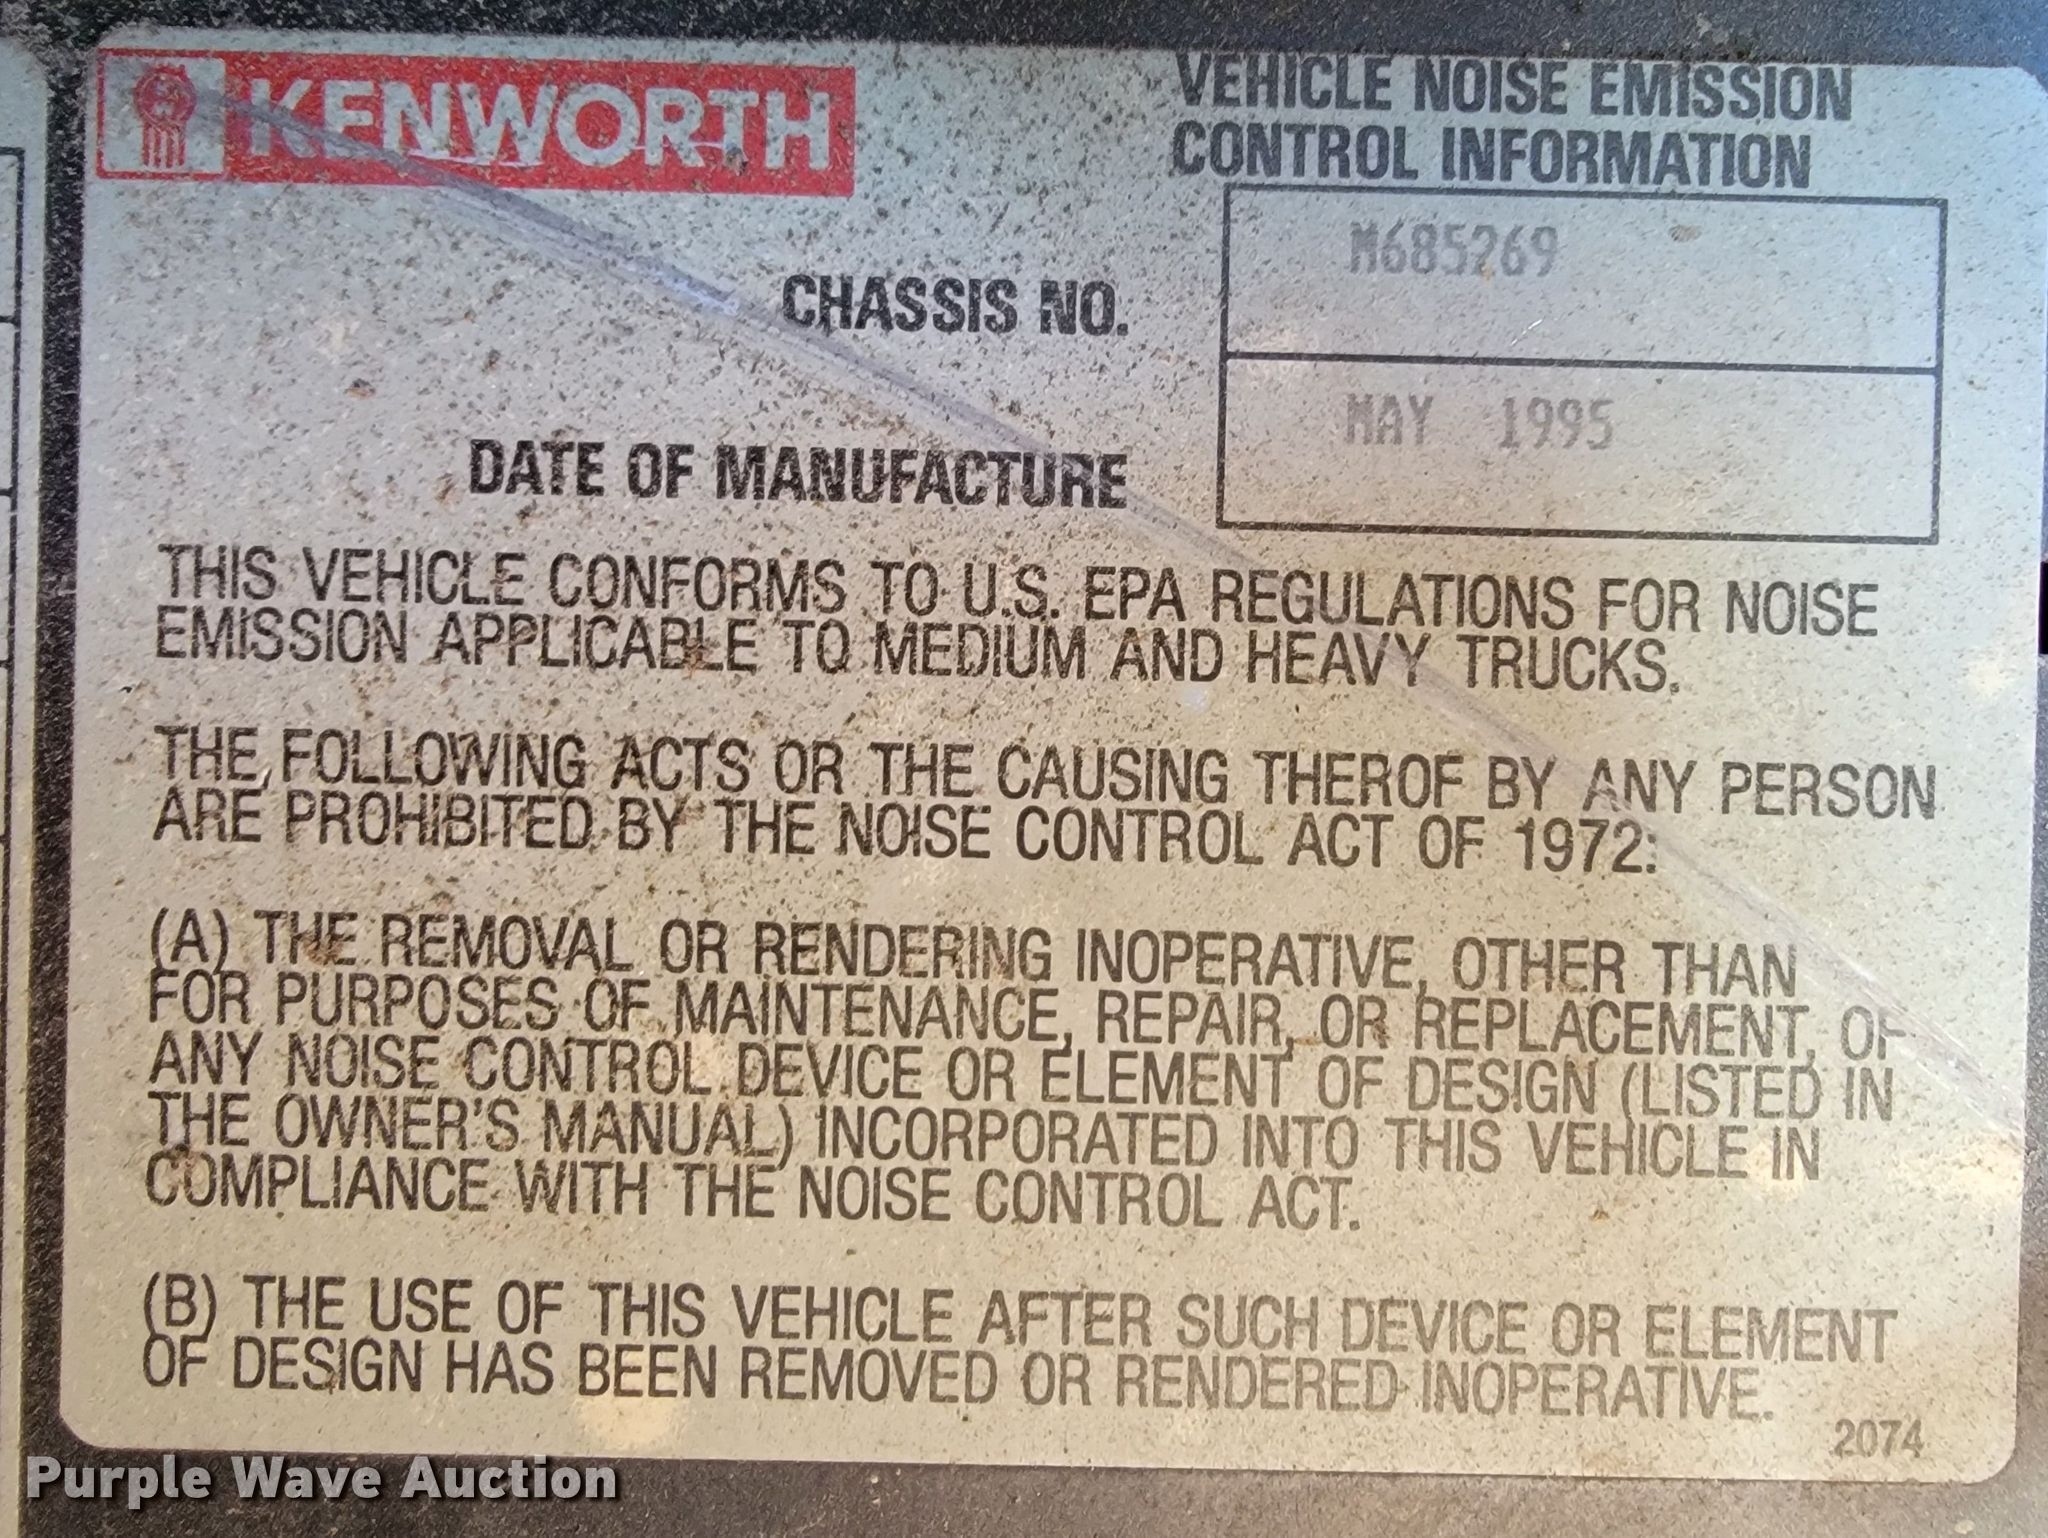 KENWORTH
VEHICLE NOISE EMISSION
CONTROL INFORMATION
CHASSIS NO.
M685269
DATE OF MANUFACTURE
MAY 1995
THIS VEHICLE CONFORMS TO U.S. EPA REGULATIONS FOR NOISE
EMISSION APPLICABLE TO MEDIUM AND HEAVY TRUCKS.
THE FOLLOWING ACTS OR THE CAUSING THEROF BY ANY PERSON
ARE PROHIBITED BY THE NOISE CONTROL ACT OF 1972:
(A) THE REMOVAL OR RENDERING INOPERATIVE, OTHER THAN
FOR PURPOSES OF MAINTENANCE, REPAIR, OR REPLACEMENT, OF
ANY NOISE CONTROL DEVICE OR ELEMENT OF DESIGN (LISTED IN
THE OWNER'S MANUAL) INCORPORATED INTO THIS VEHICLE IN
COMPLIANCE WITH THE NOISE CONTROL ACT.
(B) THE USE OF THIS VEHICLE AFTER SUCH DEVICE OR ELEMENT
OF DESIGN HAS BEEN REMOVED OR RENDERED INOPERATIVE.
2074
Purple Wave Auction